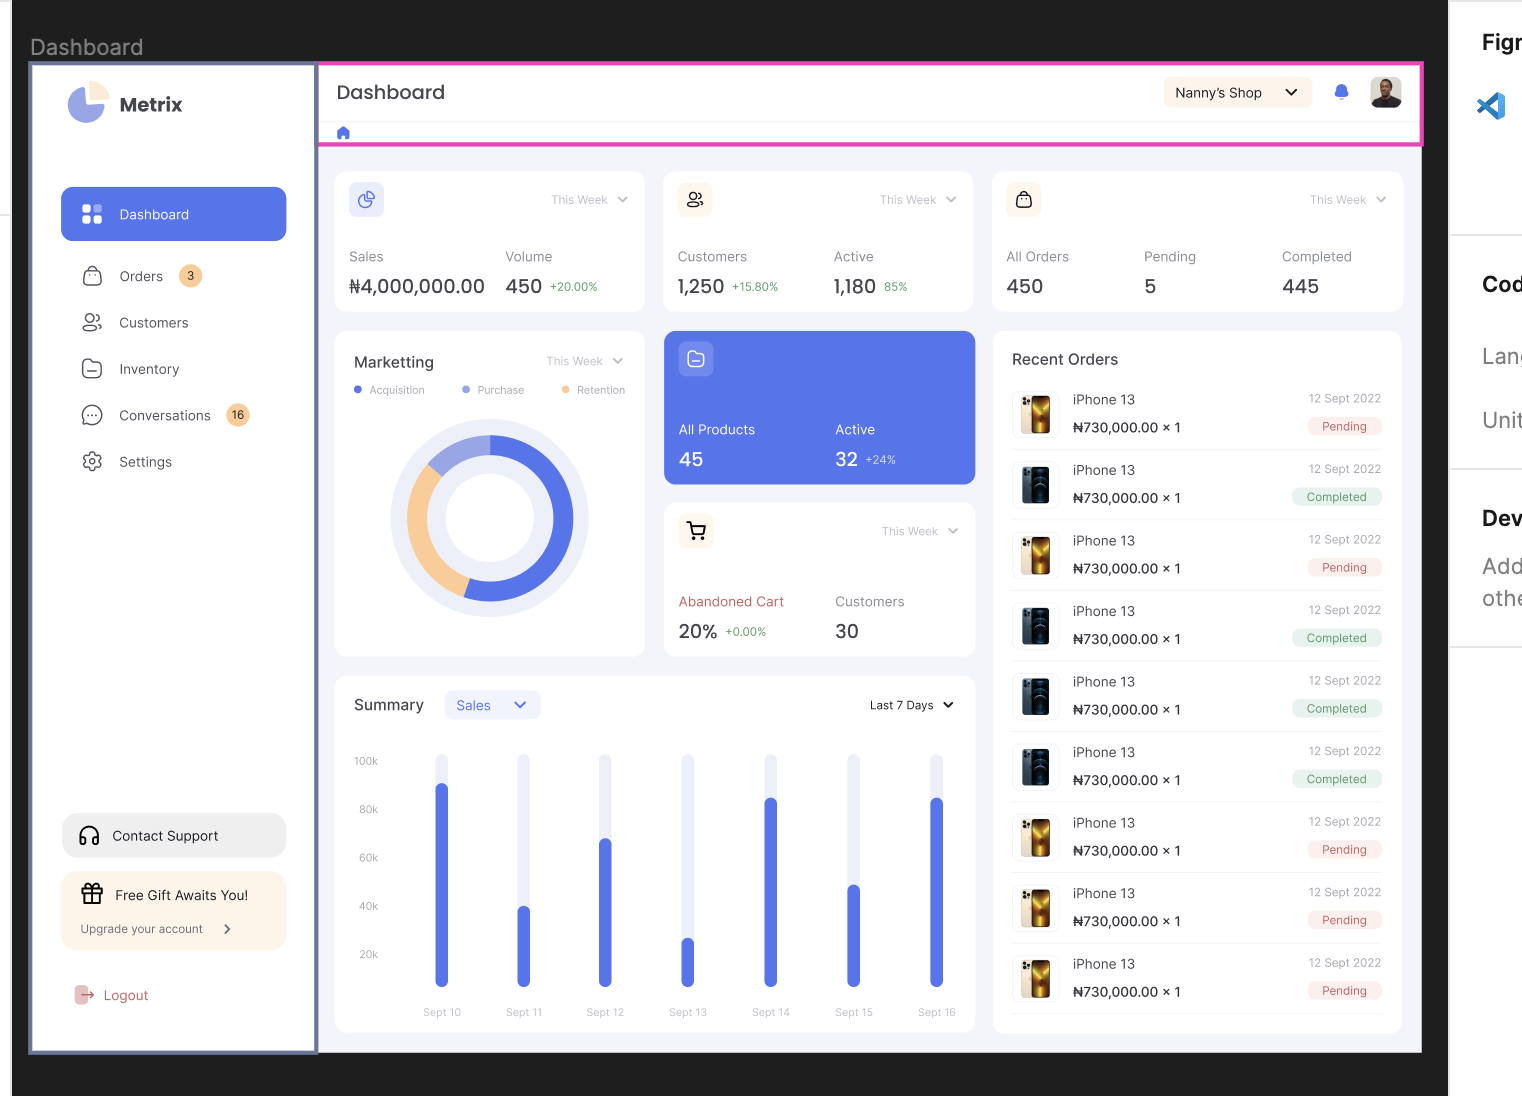 Dashboard
Metrix
Dashboard
Orders 3
Customers
Inventory
Conversations 16
Settings
Contact Support
Free Gift Awaits You!
Upgrade your account
Logout
Dashboard
Nanny's Shop
This Week
Sales Volume
₦4,000,000.00 450 +20.00%
This Week
Customers Active
1,250 +15.80% 1,180 85%
This Week
All Orders Pending Completed
450 5 445
Marketting This Week
Acquisition Purchase Retention
All Products Active
45 32 +24%
This Week
Abandoned Cart Customers
20% +0.00% 30
Summary Sales Last 7 Days
100k
80k
60k
40k
20k
Sept 10 Sept 11 Sept 12 Sept 13 Sept 14 Sept 15 Sept 16
Recent Orders
iPhone 13 12 Sept 2022
₦730,000.00 × 1 Pending
iPhone 13 12 Sept 2022
₦730,000.00 × 1 Completed
iPhone 13 12 Sept 2022
₦730,000.00 × 1 Pending
iPhone 13 12 Sept 2022
₦730,000.00 × 1 Completed
iPhone 13 12 Sept 2022
₦730,000.00 × 1 Completed
iPhone 13 12 Sept 2022
₦730,000.00 × 1 Completed
iPhone 13 12 Sept 2022
₦730,000.00 × 1 Pending
iPhone 13 12 Sept 2022
₦730,000.00 × 1 Pending
iPhone 13 12 Sept 2022
₦730,000.00 × 1 Pending
Dev
Add